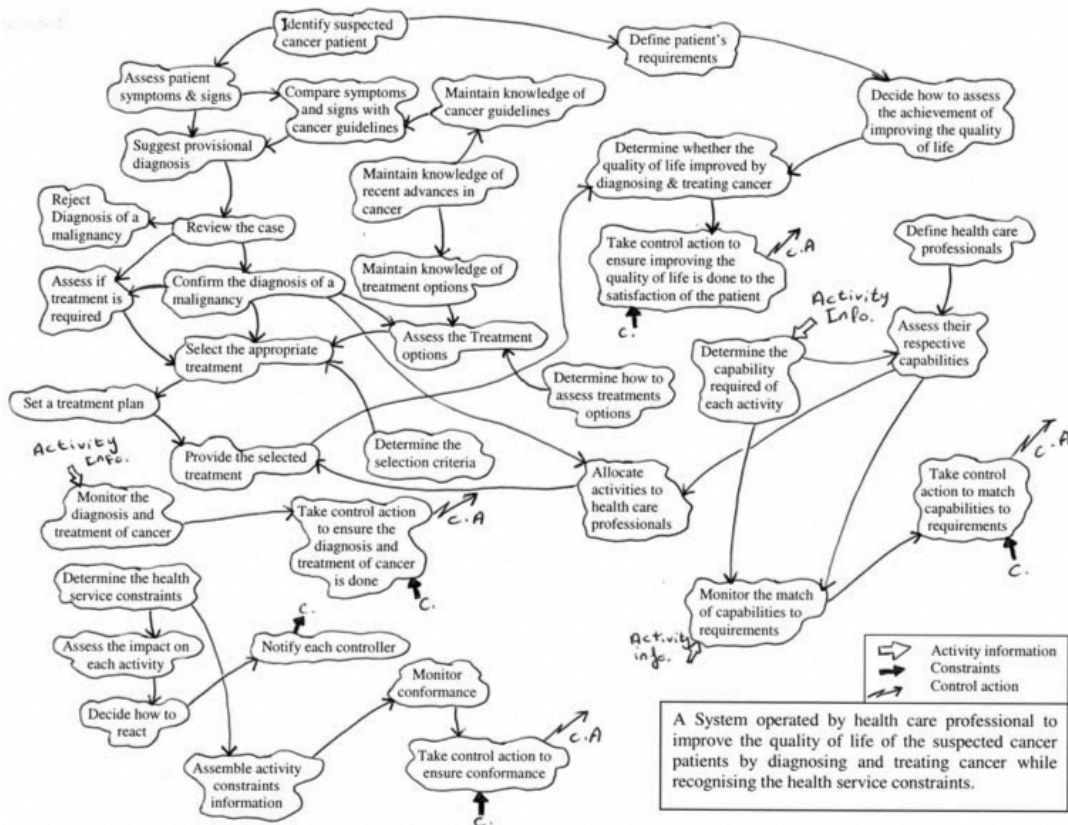 Identify suspected
cancer patient
Define patient's
requirements
Assess patient
symptoms & signs
Compare symptoms
and signs with
cancer guidelines
Maintain knowledge of
cancer guidelines
Decide how to assess
the achievement of
improving the quality
of life
Suggest provisional
diagnosis
Determine whether the
quality of life improved by
diagnosing & treating cancer
Maintain knowledge of
recent advances in
cancer
Reject
Diagnosis of a
malignancy
Review the case
Define health care
professionals
Take control action to
ensure improving the
quality of life is done to the
satisfaction of the patient
C.A
C.
Maintain knowledge of
treatment options
Assess if
treatment is
required
Confirm the diagnosis of a
malignancy
Activity
Info.
Assess their
respective
capabilities
Assess the Treatment
options
Select the appropriate
treatment
Determine the
capability
required of
each activity
Determine how to
assess treatments
options
Set a treatment plan
Activity
Info.
Provide the selected
treatment
Determine the
selection criteria
Allocate
activities to
health care
professionals
C.A
Take control
action to match
capabilities to
requirements
C.
Monitor the
diagnosis and
treatment of cancer
Take control action
to ensure the
diagnosis and
treatment of cancer
is done
C.A
C.
Determine the health
service constraints
Monitor the match
of capabilities to
requirements
Activity
info.
Assess the impact on
each activity
C.
Notify each controller
Decide how to
react
Monitor
conformance
Assemble activity
constraints
information
Take control action to
ensure conformance
C.A
C.
Activity information
Constraints
Control action
A System operated by health care professional to
improve the quality of life of the suspected cancer
patients by diagnosing and treating cancer while
recognising the health service constraints.